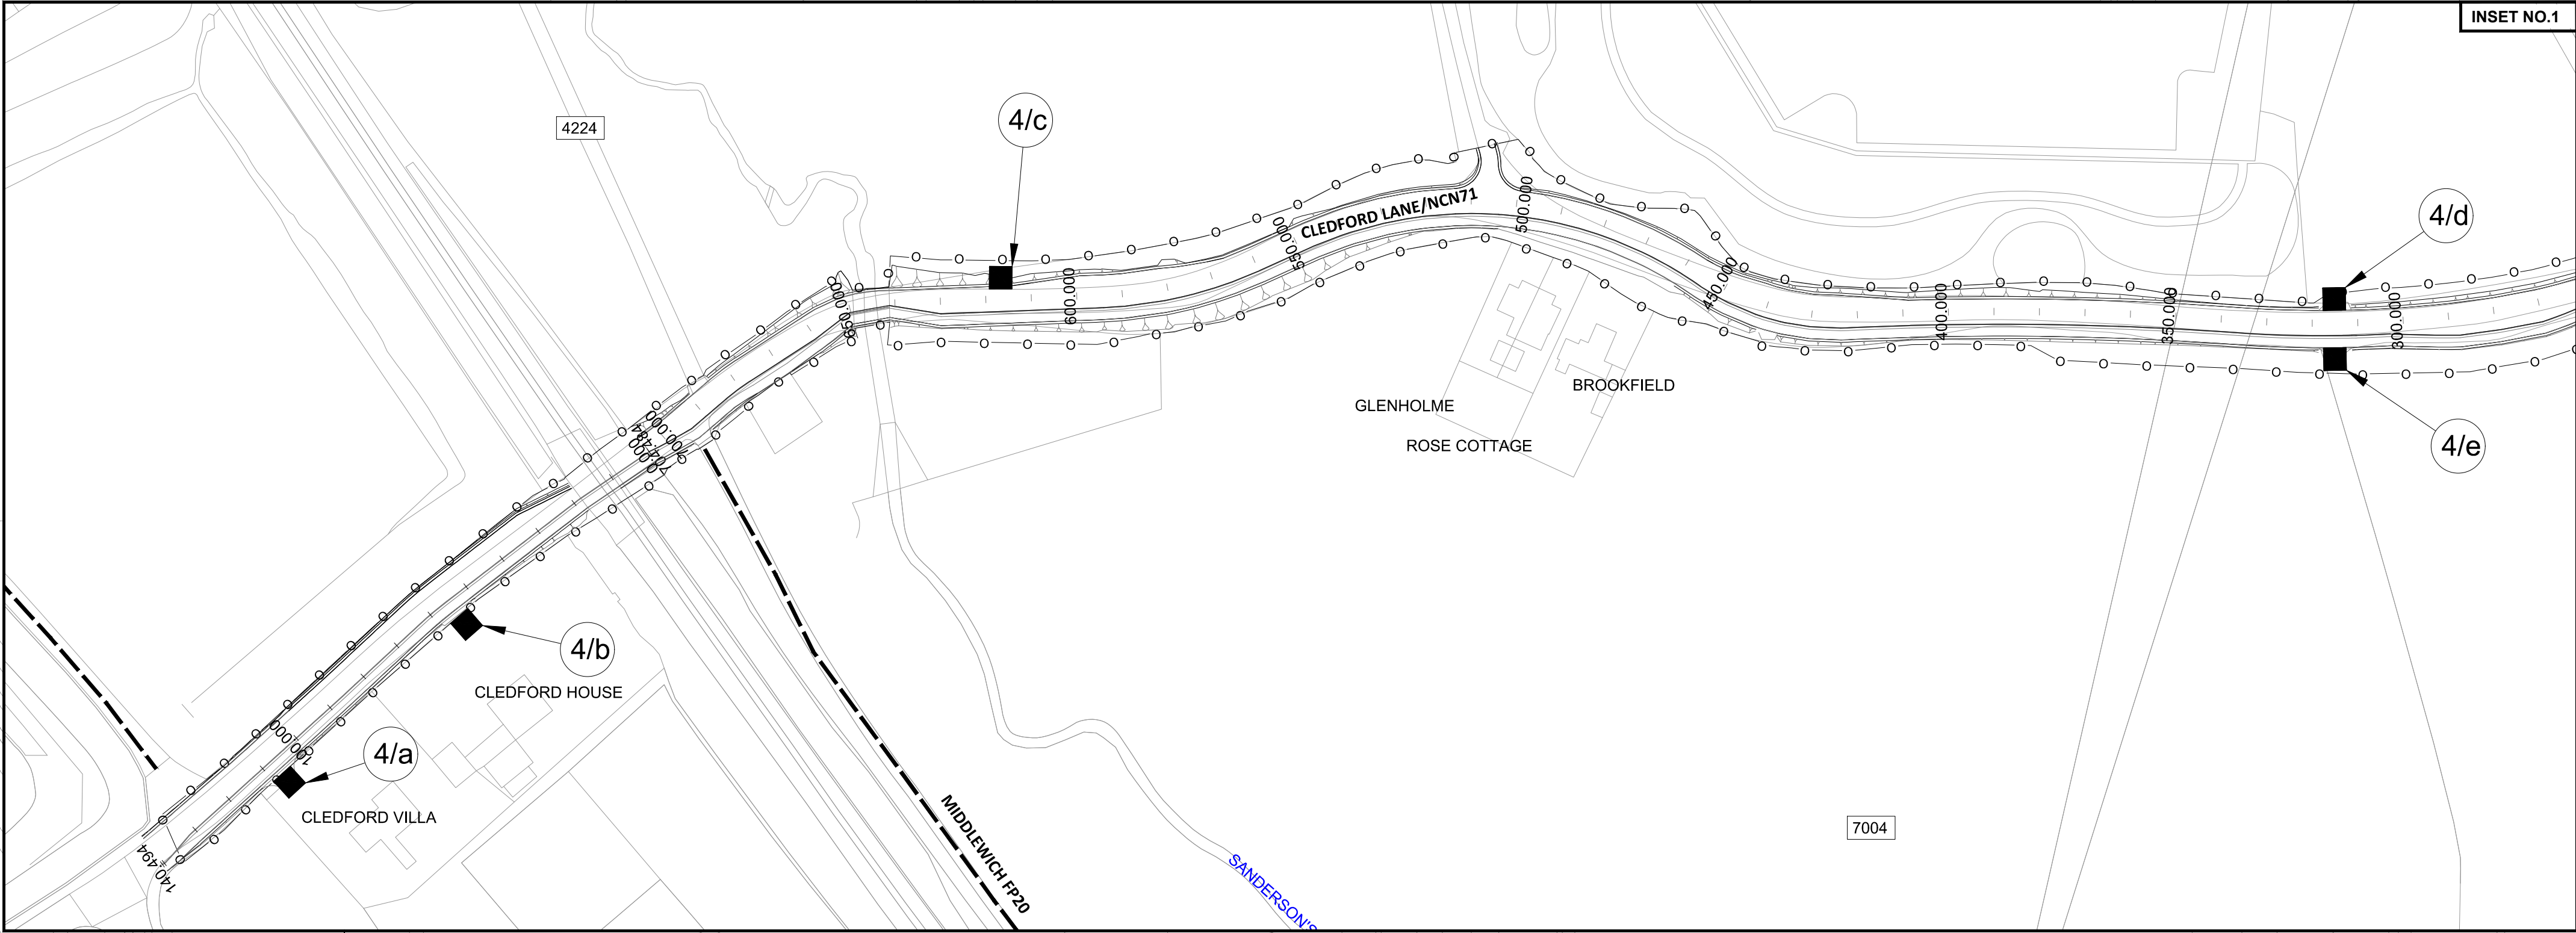 INSET NO.1
4224
4/c
CLEDFORD LANE/NCN71
500.000
4/d
550.000
600.000
650.000
450.000
400.000
350.000
300.000
BROOKFIELD
GLENHOLME
ROSE COTTAGE
4/e
4/b
CLEDFORD HOUSE
100.000
4/a
CLEDFORD VILLA
140.494
MIDDLEWICH FP20
7004
SANDERSON'S